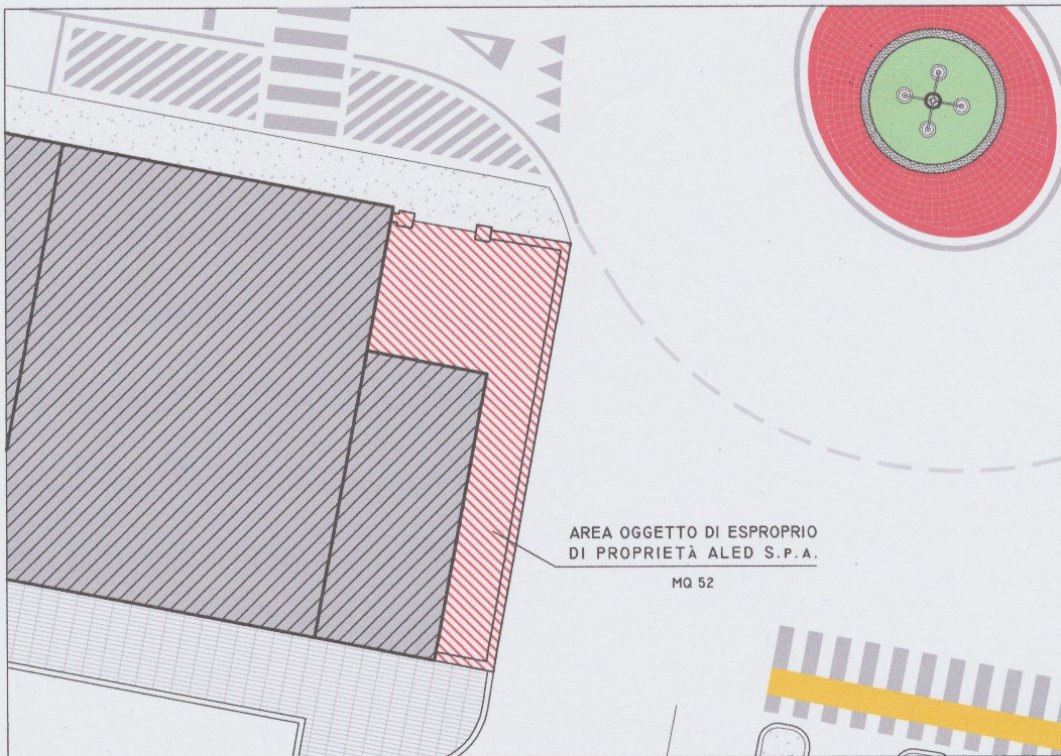 AREA OGGETTO DI ESPROPRIO
DI PROPRIETÀ ALED S.P.A.
MQ 52